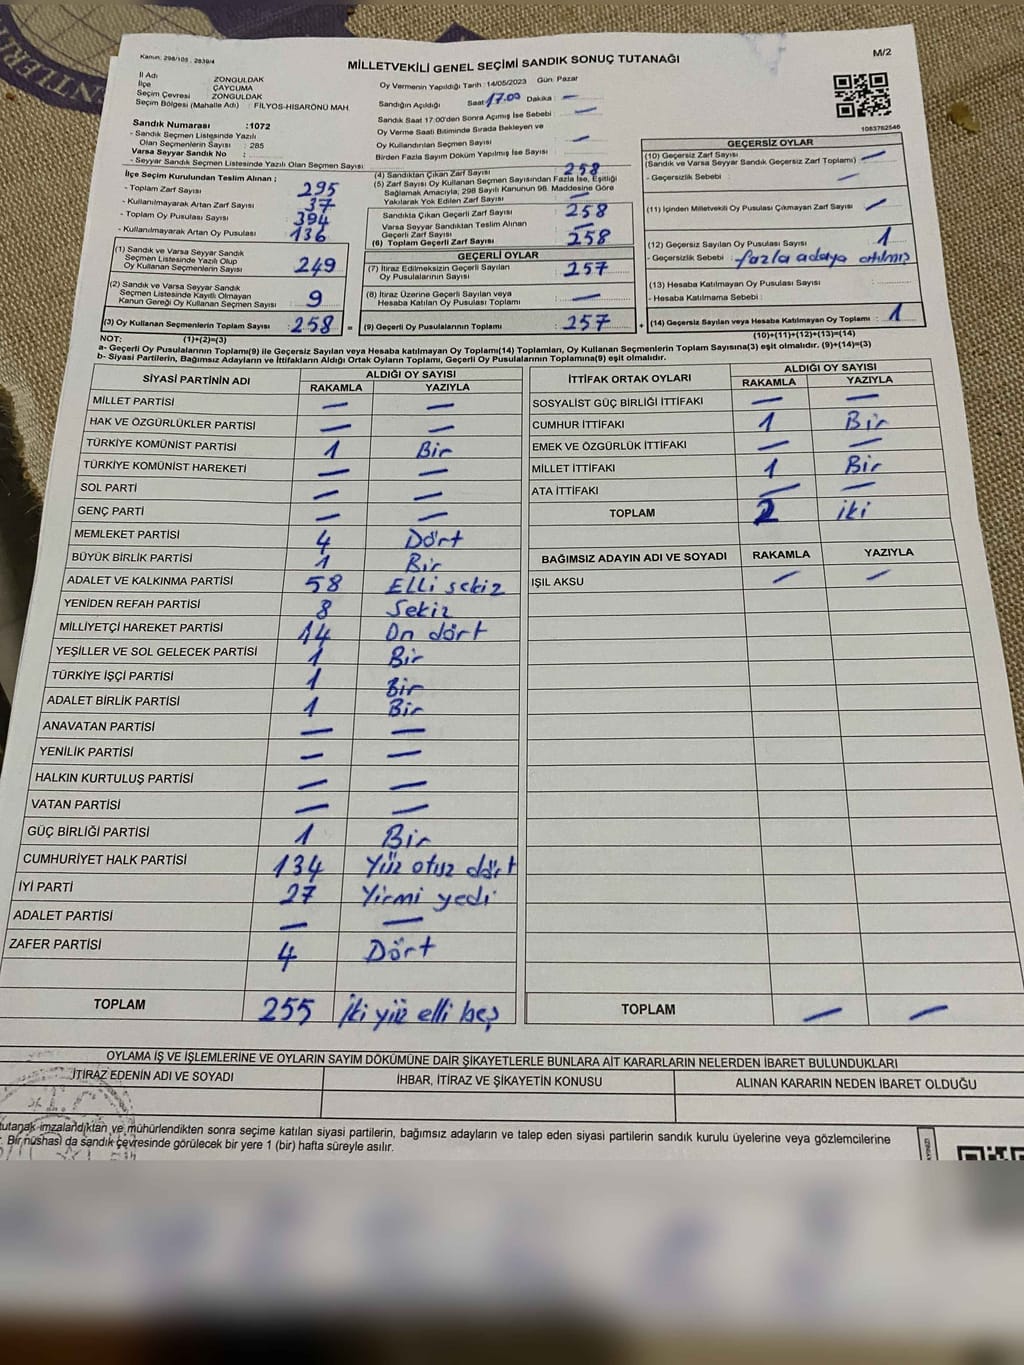 Kanun: 298/105 , 2839/4
MİLLETVEKİLİ GENEL SEÇİMİ SANDIK SONUÇ TUTANAĞI
M/2
İl Adı ZONGULDAK
İlçe ÇAYCUMA
Seçim Çevresi ZONGULDAK
Seçim Bölgesi (Mahalle Adı) : FİLYOS-HİSARÖNÜ MAH.
Sandık Numarası :1072
- Sandık Seçmen Listesinde Yazılı
Olan Seçmenlerin Sayısı : 285
Varsa Seyyar Sandık No :
- Seyyar Sandık Seçmen Listesinde Yazılı Olan Seçmen Sayısı
İlçe Seçim Kurulundan Teslim Alınan ;
- Toplam Zarf Sayısı : 295
- Kullanılmayarak Artan Zarf Sayısı : 37
- Toplam Oy Pusulası Sayısı : 394
- Kullanılmayarak Artan Oy Pusulası : 136
(1) Sandık ve Varsa Seyyar Sandık
Seçmen Listesinde Yazılı Olup
Oy Kullanan Seçmenlerin Sayısı : 249
(2) Sandık ve Varsa Seyyar Sandık
Seçmen Listesinde Kayıtlı Olmayan
Kanun Gereği Oy Kullanan Seçmen Sayısı : 9
(3) Oy Kullanan Seçmenlerin Toplam Sayısı : 258
Oy Vermenin Yapıldığı Tarih : 14/05/2023 Gün: Pazar
Sandığın Açıldığı Saat 17.00 Dakika : —
Sandık Saat 17:00'den Sonra Açılmış İse Sebebi : —
Oy Verme Saati Bitiminde Sırada Bekleyen ve
Oy Kullandırılan Seçmen Sayısı : —
Birden Fazla Sayım Döküm Yapılmış İse Sayısı :
(4) Sandıktan Çıkan Zarf Sayısı : 258
(5) Zarf Sayısı Oy Kullanan Seçmen Sayısından Fazla İse, Eşitliği
Sağlamak Amacıyla, 298 Sayılı Kanunun 98. Maddesine Göre
Yakılarak Yok Edilen Zarf Sayısı : —
Sandıkta Çıkan Geçerli Zarf Sayısı : 258
Varsa Seyyar Sandıktan Teslim Alınan
Geçerli Zarf Sayısı : —
(6) Toplam Geçerli Zarf Sayısı : 258
GEÇERLİ OYLAR
(7) İtiraz Edilmeksizin Geçerli Sayılan
Oy Pusulalarının Sayısı : 257
(8) İtiraz Üzerine Geçerli Sayılan veya
Hesaba Katılan Oy Pusulası Sayısı : —
= (9) Geçerli Oy Pusulalarının Toplamı : 257
1083782546
GEÇERSİZ OYLAR
(10) Geçersiz Zarf Sayısı
(Sandık ve Varsa Seyyar Sandık Geçersiz Zarf Toplamı) : —
- Geçersizlik Sebebi : —
(11) İçinden Milletvekili Oy Pusulası Çıkmayan Zarf Sayısı : —
(12) Geçersiz Sayılan Oy Pusulası Sayısı : 1
- Geçersizlik Sebebi : fazla adaya atılmış
(13) Hesaba Katılmayan Oy Pusulası Sayısı :
- Hesaba Katılmama Sebebi :
+ (14) Geçersiz Sayılan veya Hesaba Katılmayan Oy Toplamı : 1
NOT: (1)+(2)=(3) (10)+(11)+(12)+(13)=(14)
a- Geçerli Oy Pusulalarının Toplamı(9) ile Geçersiz Sayılan veya Hesaba katılmayan Oy Toplamı(14) Toplamları, Oy Kullanan Seçmenlerin Toplam Sayısına(3) eşit olmalıdır. (9)+(14)=(3)
b- Siyasi Partilerin, Bağımsız Adayların ve İttifakların Aldığı Oy Sayıları ile İttifakların Ortak Oyların Toplamı, Geçerli Oy Pusulalarının Toplamına(9) eşit olmalıdır.
SİYASİ PARTİNİN ADI ALDIĞI OY SAYISI
RAKAMLA YAZIYLA
MİLLET PARTİSİ — —
HAK VE ÖZGÜRLÜKLER PARTİSİ — —
TÜRKİYE KOMÜNİST PARTİSİ 1 Bir
TÜRKİYE KOMÜNİST HAREKETİ — —
SOL PARTİ — —
GENÇ PARTİ — —
MEMLEKET PARTİSİ 4 Dört
BÜYÜK BİRLİK PARTİSİ 1 Bir
ADALET VE KALKINMA PARTİSİ 58 Elli sekiz
YENİDEN REFAH PARTİSİ 8 Sekiz
MİLLİYETÇİ HAREKET PARTİSİ 14 On dört
YEŞİLLER VE SOL GELECEK PARTİSİ 1 Bir
TÜRKİYE İŞÇİ PARTİSİ 1 Bir
ADALET BİRLİK PARTİSİ 1 Bir
ANAVATAN PARTİSİ — —
YENİLİK PARTİSİ — —
HALKIN KURTULUŞ PARTİSİ — —
VATAN PARTİSİ — —
GÜÇ BİRLİĞİ PARTİSİ 1 Bir
CUMHURİYET HALK PARTİSİ 134 Yüz otuz dört
İYİ PARTİ 27 Yirmi yedi
ADALET PARTİSİ — —
ZAFER PARTİSİ 4 Dört
TOPLAM 255 İki yüz elli beş
İTTİFAK ORTAK OYLARI ALDIĞI OY SAYISI
RAKAMLA YAZIYLA
SOSYALİST GÜÇ BİRLİĞİ İTTİFAKI — —
CUMHUR İTTİFAKI 1 Bir
EMEK VE ÖZGÜRLÜK İTTİFAKI — —
MİLLET İTTİFAKI 1 Bir
ATA İTTİFAKI — —
TOPLAM 2 iki
BAĞIMSIZ ADAYIN ADI VE SOYADI RAKAMLA YAZIYLA
IŞIL AKSU — —
TOPLAM — —
OYLAMA İŞ VE İŞLEMLERİNE VE OYLARIN SAYIM DÖKÜMÜNE DAİR ŞİKAYETLERLE BUNLARA AİT KARARLARIN NELERDEN İBARET BULUNDUKLARI
İTİRAZ EDENİN ADI VE SOYADI İHBAR, İTİRAZ VE ŞİKAYETİN KONUSU ALINAN KARARIN NEDEN İBARET OLDUĞU
tutanak imzalandıktan ve mühürlendikten sonra seçime katılan siyasi partilerin, bağımsız adayların ve talep eden siyasi partilerin sandık kurulu üyelerine veya gözlemcilerine
. Bir nüshası da sandık çevresinde görülecek bir yere 1 (bir) hafta süreyle asılır.